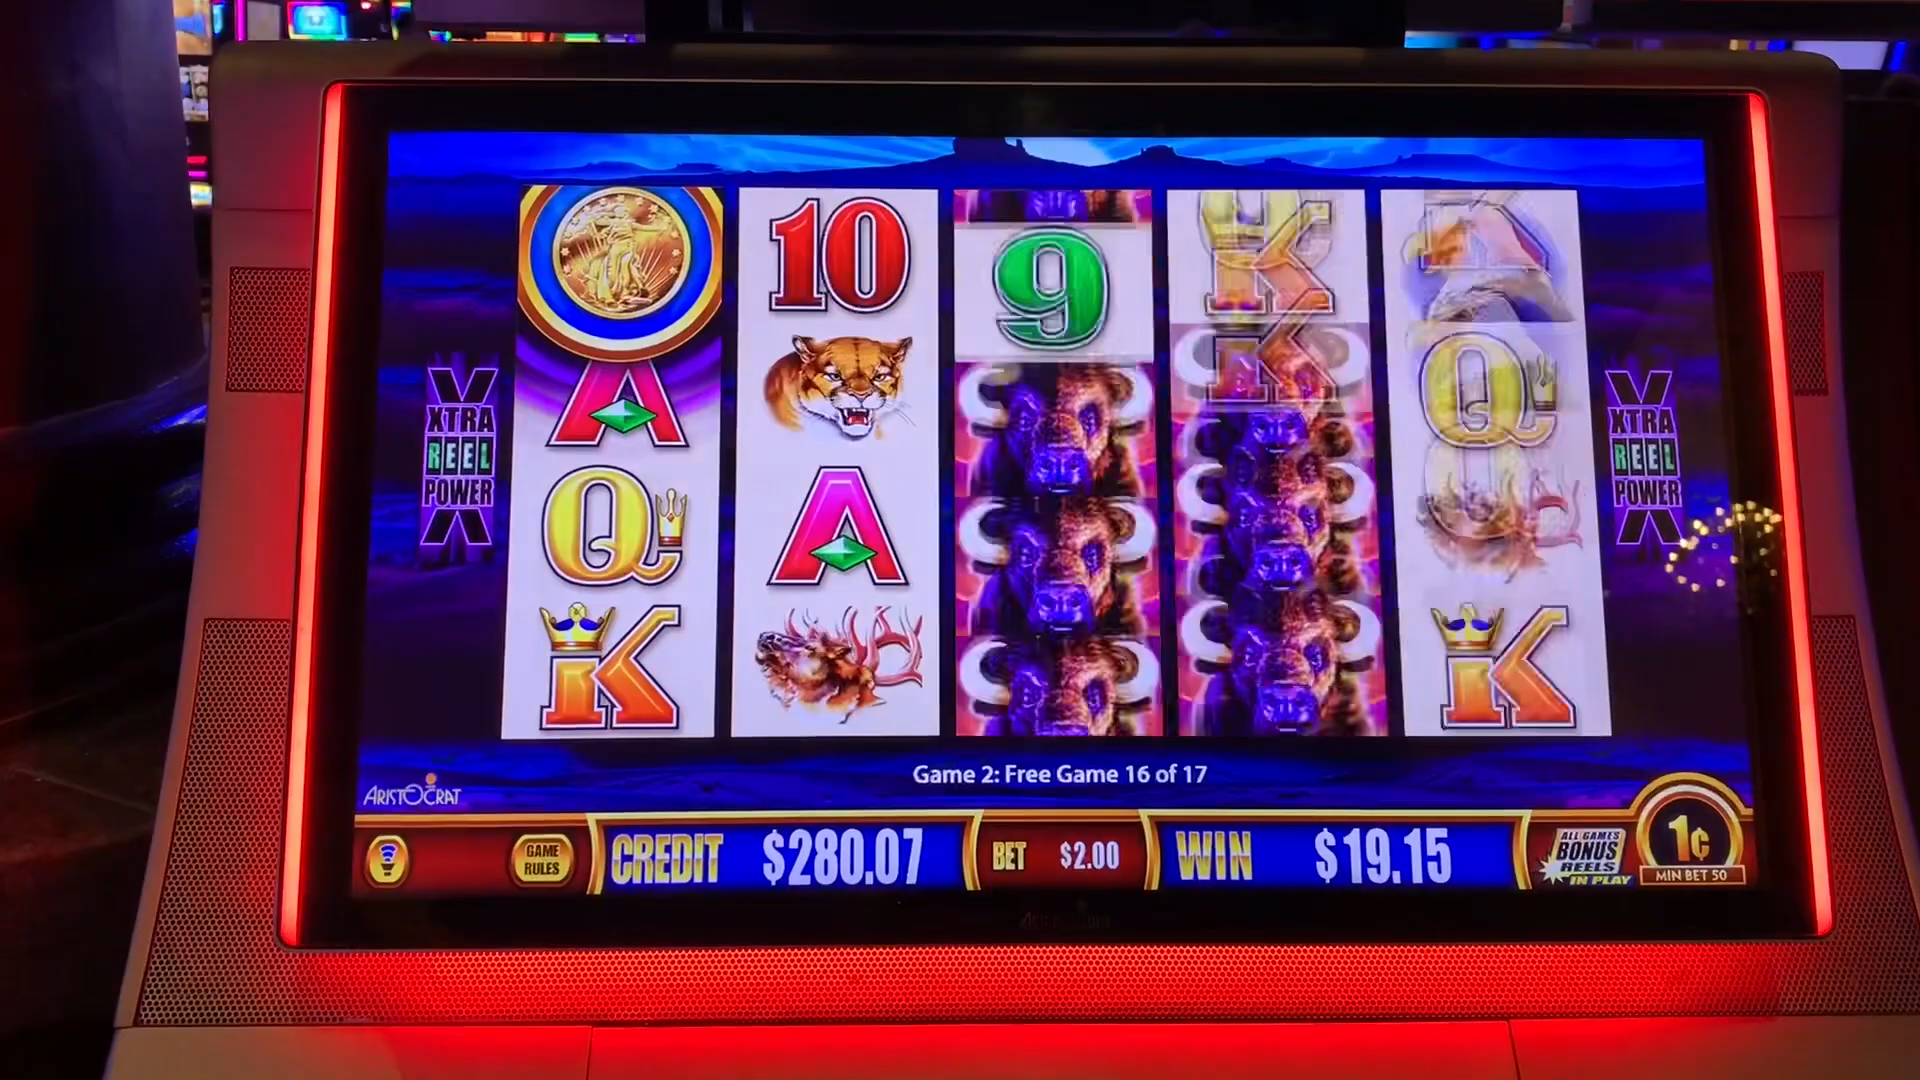 10
9
K
K
K
A
Q
XTRA
REEL
POWER
XTRA
REEL
POWER
Q
A
K
K
Game 2: Free Game 16 of 17
ARISTOCRAT
GAME RULES
CREDIT $280.07
BET $2.00
WIN $19.15
ALL GAMES
BONUS
REELS
IN PLAY
1¢
MIN BET 50